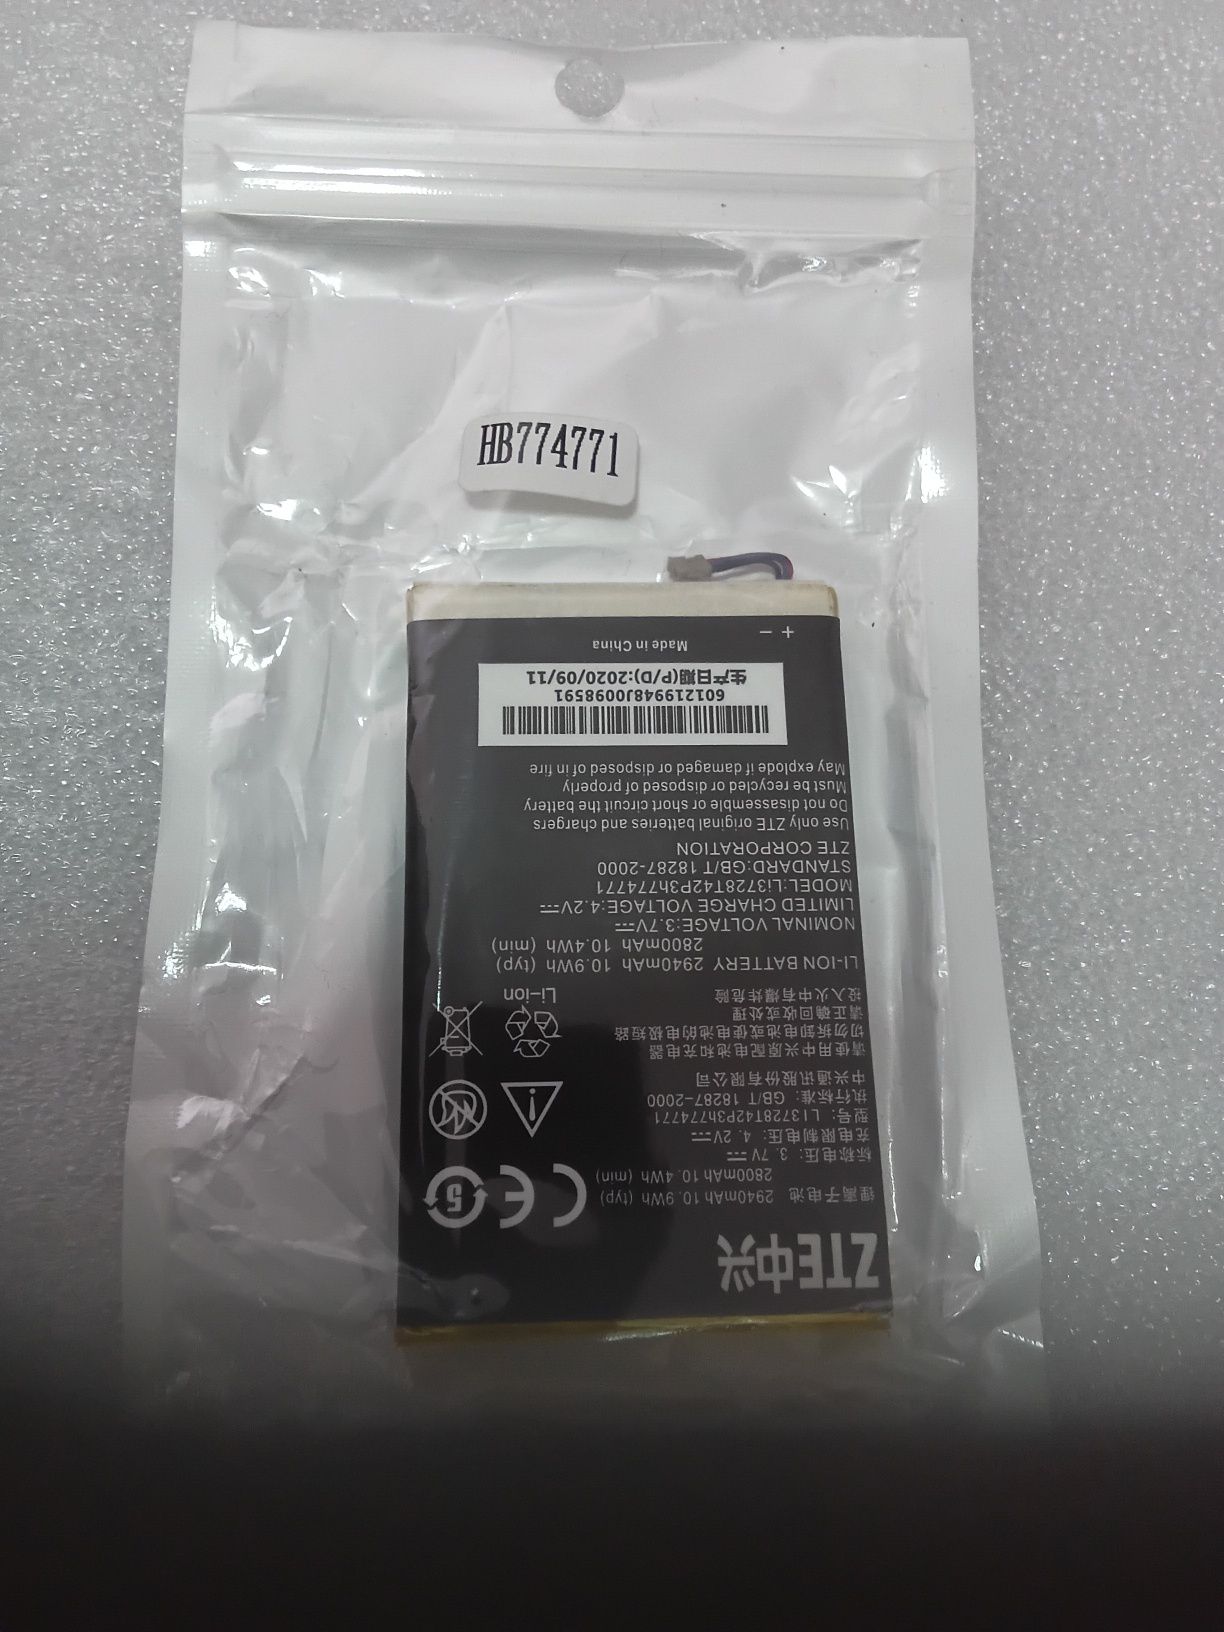 HB774771
ZTE中兴
锂离子电池 2940mAh 10.9Wh (typ)
2800mAh 10.4Wh (min)
标称电压: 3.7V
充电限制电压: 4.2V
型号: LI3728T42P3h774771
执行标准: GB/T 18287-2000
中兴通讯股份有限公司
请使用中兴原配电池和充电器
切勿拆卸电池或使电池的电极短路
请正确回收或处理
投入火中有爆炸危险
CE
5
Li-ion
LI-ION BATTERY 2940mAh 10.9Wh (typ)
2800mAh 10.4Wh (min)
NOMINAL VOLTAGE:3.7V
LIMITED CHARGE VOLTAGE:4.2V
MODEL:Li3728T42P3h774771
STANDARD:GB/T 18287-2000
ZTE CORPORATION
Use only ZTE original batteries and chargers
Do not disassemble or short circuit the battery
Must be recycled or disposed of properly
May explode if damaged or disposed of in fire
601219948J0098591
生产日期(P/D):2020/09/11
Made in China
+ −